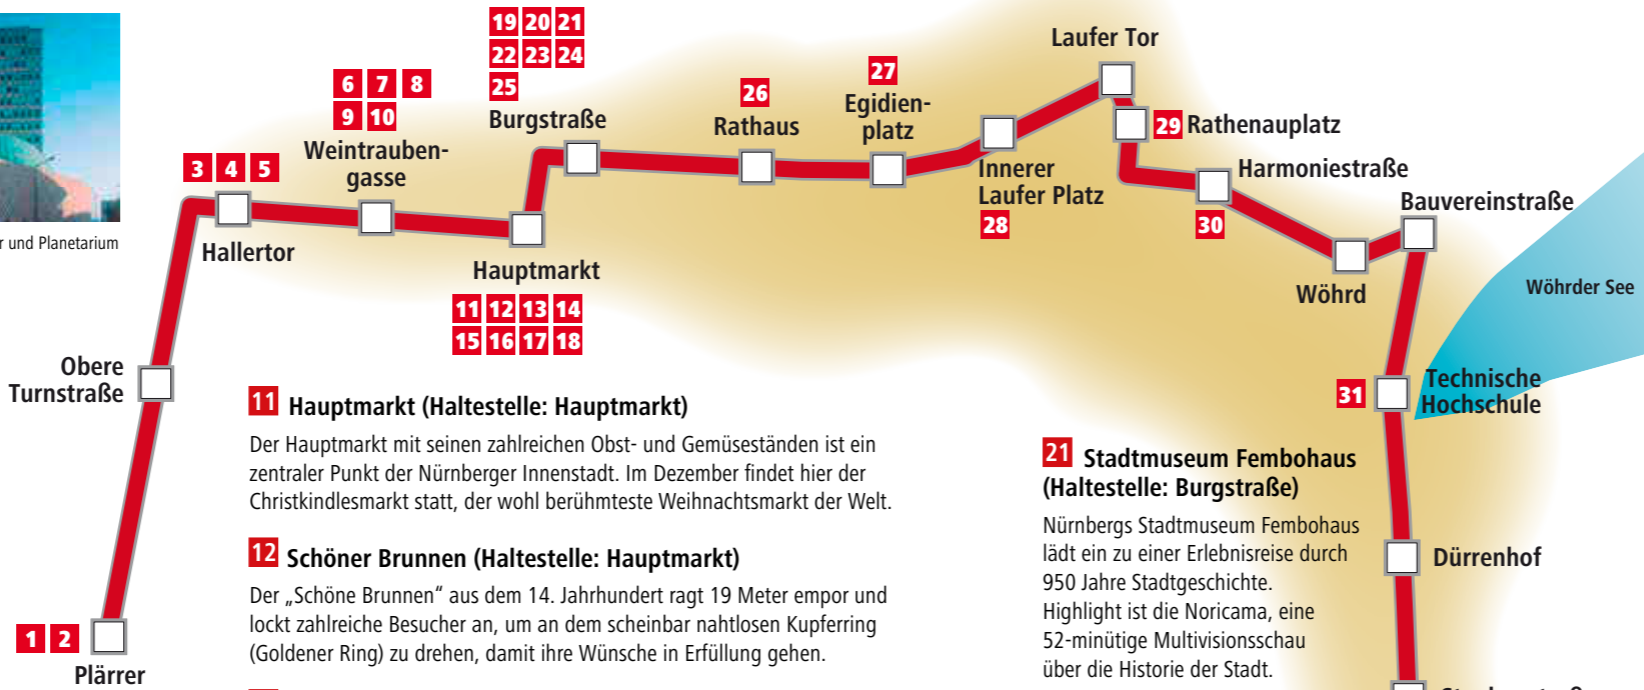 19 20 21
22 23 24
25
Burgstraße
Laufer Tor
6 7 8
9 10
Weintrauben-
gasse
26
Rathaus
27
Egidien-
platz
29 Rathenauplatz
3 4 5
Hallertor
Innerer
Laufer Platz
28
Harmoniestraße
30
Bauvereinstraße
r und Planetarium
Hauptmarkt
11 12 13 14
15 16 17 18
Wöhrd
Wöhrder See
Obere
Turnstraße
31
Technische
Hochschule
11 Hauptmarkt (Haltestelle: Hauptmarkt)
Der Hauptmarkt mit seinen zahlreichen Obst- und Gemüseständen ist ein
zentraler Punkt der Nürnberger Innenstadt. Im Dezember findet hier der
Christkindlesmarkt statt, der wohl berühmteste Weihnachtsmarkt der Welt.
12 Schöner Brunnen (Haltestelle: Hauptmarkt)
Der „Schöne Brunnen“ aus dem 14. Jahrhundert ragt 19 Meter empor und
lockt zahlreiche Besucher an, um an dem scheinbar nahtlosen Kupferring
(Goldener Ring) zu drehen, damit ihre Wünsche in Erfüllung gehen.
21 Stadtmuseum Fembohaus
(Haltestelle: Burgstraße)
Nürnbergs Stadtmuseum Fembohaus
lädt ein zu einer Erlebnisreise durch
950 Jahre Stadtgeschichte.
Highlight ist die Noricama, eine
52-minütige Multivisionsschau
über die Historie der Stadt.
Dürrenhof
1 2
Plärrer